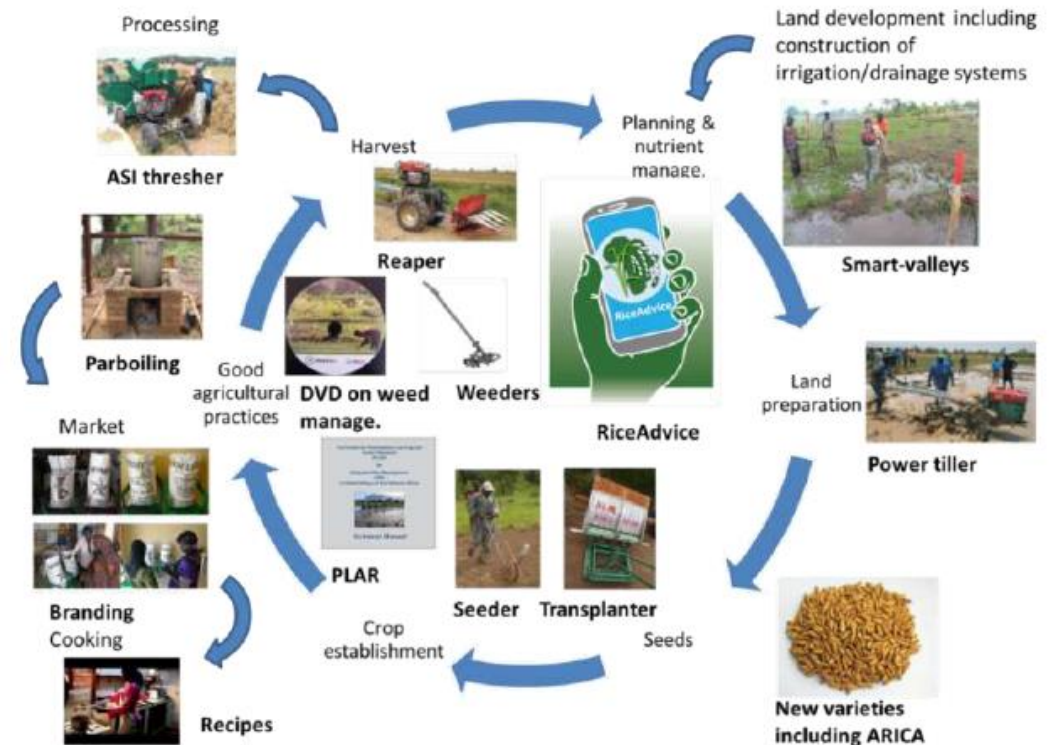 Processing
ASI thresher
Land development including
construction of
irrigation/drainage systems
Smart-valleys
Planning &
nutrient
manage.
RiceAdvice
RiceAdvice
Harvest
Reaper
Parboiling
Good
agricultural
practices
DVD on weed
manage.
Weeders
Land
preparation
Power tiller
Market
Branding
Cooking
Recipes
PLAR
Seeder
Transplanter
Crop
establishment
Seeds
New varieties
including ARICA